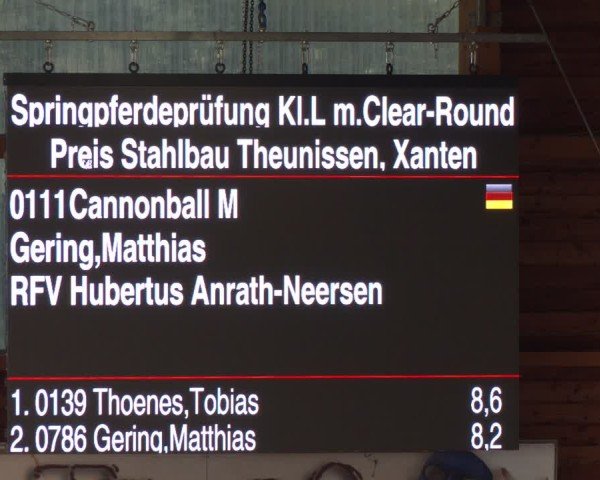 Springpferdeprüfung Kl.L m.Clear-Round
Preis Stahlbau Theunissen, Xanten
0111Cannonball M
Gering,Matthias
RFV Hubertus Anrath-Neersen
1. 0139 Thoenes,Tobias 8,6
2. 0786 Gering,Matthias 8,2